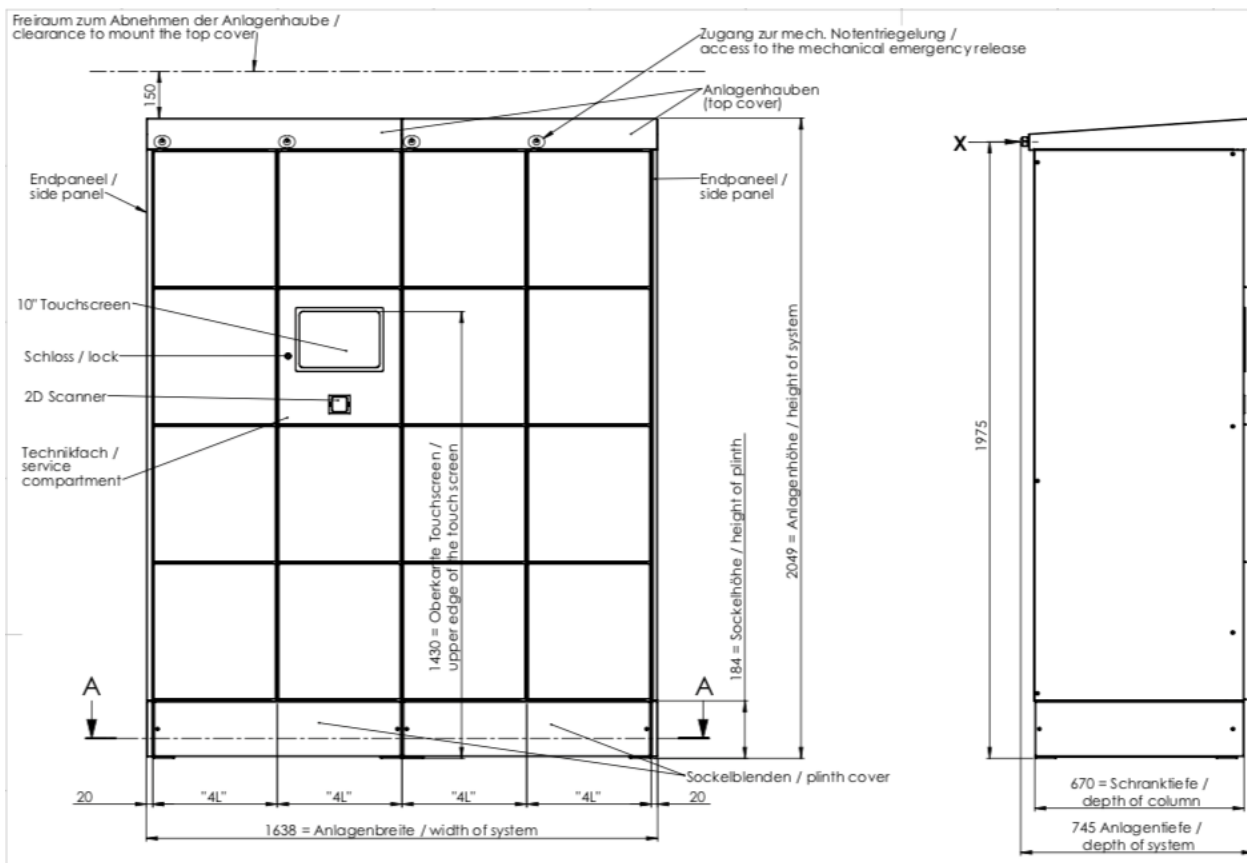 Freiraum zum Abnehmen der Anlagenhaube /
clearance to mount the top cover
Zugang zur mech. Notentriegelung /
access to the mechanical emergency release
150
Anlagenhauben
(top cover)
X
Endpaneel /
side panel
Endpaneel /
side panel
10" Touchscreen
Schloss / lock
2D Scanner
Technikfach /
service
compartment
1430 = Oberkante Touchscreen /
upper edge of the touch screen
184 = Sockelhöhe / height of plinth
2049 = Anlagenhöhe / height of system
1975
A
A
Sockelblenden / plinth cover
20
"4L"
"4L"
"4L"
"4L"
20
1638 = Anlagenbreite / width of system
670 = Schranktiefe /
depth of column
745 Anlagentiefe /
depth of system